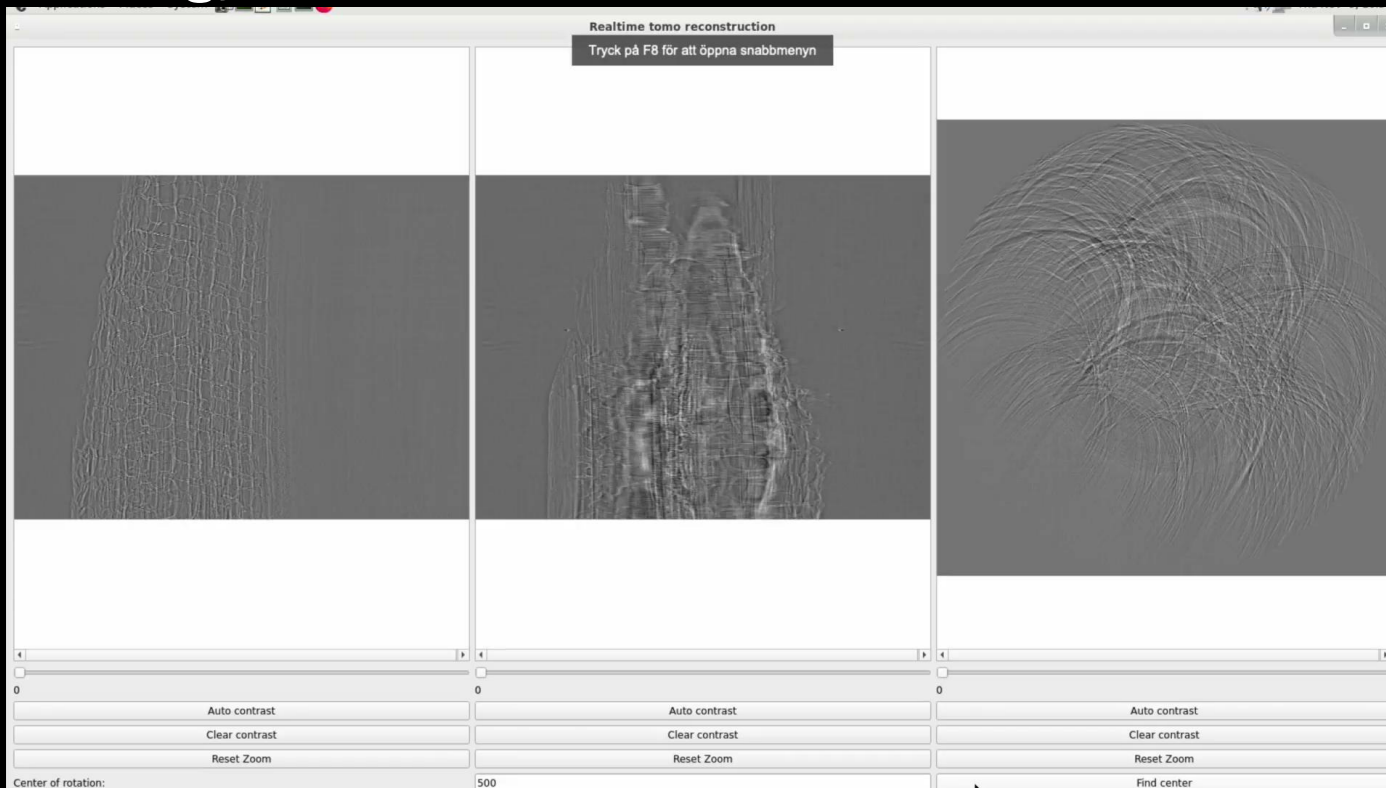 Realtime tomo reconstruction
Tryck på F8 för att öppna snabbmenyn
0
0
0
Auto contrast
Auto contrast
Auto contrast
Clear contrast
Clear contrast
Clear contrast
Reset Zoom
Reset Zoom
Reset Zoom
Center of rotation:
500
Find center